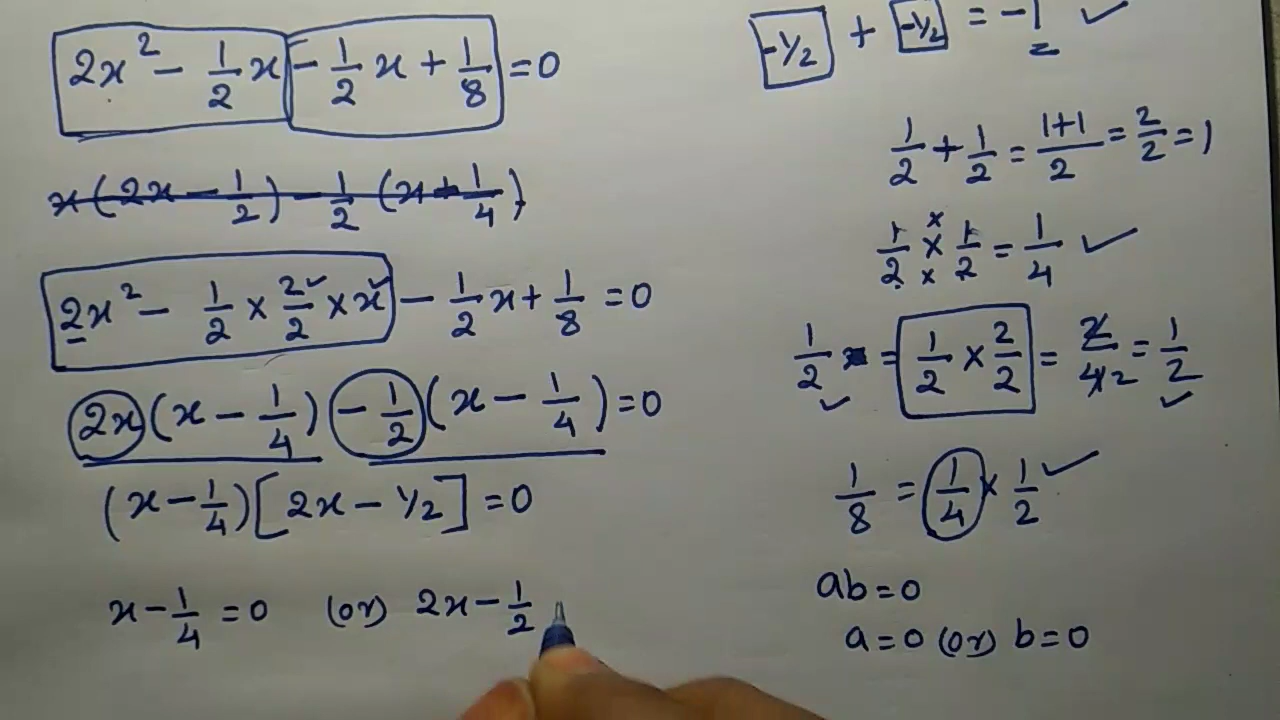 2x² - 1/2 x - 1/2 x + 1/8 = 0
x(2x - 1/2) - 1/2 (x + 1/4)
2x² - 1/2 × 2/2 × x - 1/2 x + 1/8 = 0
2x(x - 1/4) - 1/2 (x - 1/4) = 0
(x - 1/4)[2x - 1/2] = 0
x - 1/4 = 0 (or) 2x - 1/2
-1/2 + -1/2 = -1 ✓
1/2 + 1/2 = 1+1/2 = 2/2 = 1
1/2 × 1/2 = 1/4 ✓
1/2 = 1/2 × 2/2 = 2/4 2 = 1/2
1/8 = 1/4 × 1/2 ✓
ab = 0
a = 0 (or) b = 0